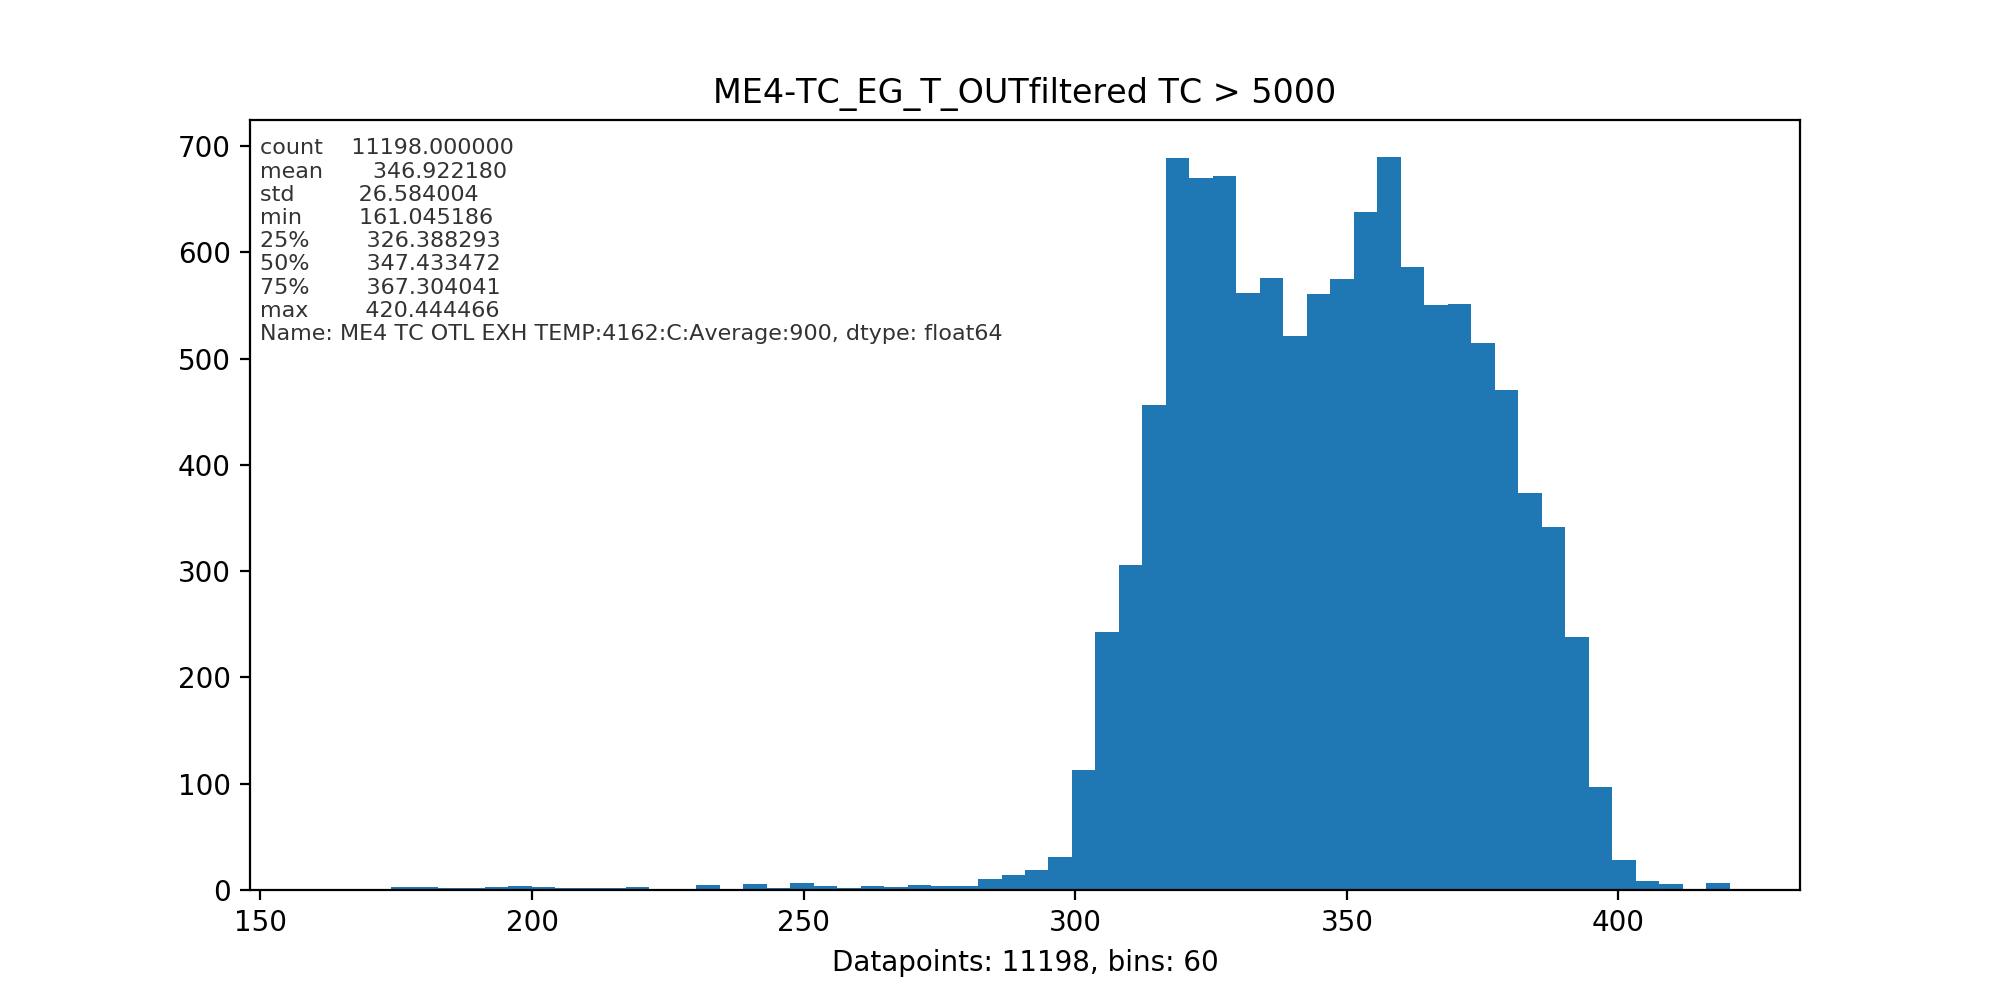 ME4-TC_EG_T_OUTfiltered TC > 5000
700
600
500
400
300
200
100
0
count 11198.000000
mean 346.922180
std 26.584004
min 161.045186
25% 326.388293
50% 347.433472
75% 367.304041
max 420.444466
Name: ME4 TC OTL EXH TEMP:4162:C:Average:900, dtype: float64
150 200 250 300 350 400
Datapoints: 11198, bins: 60